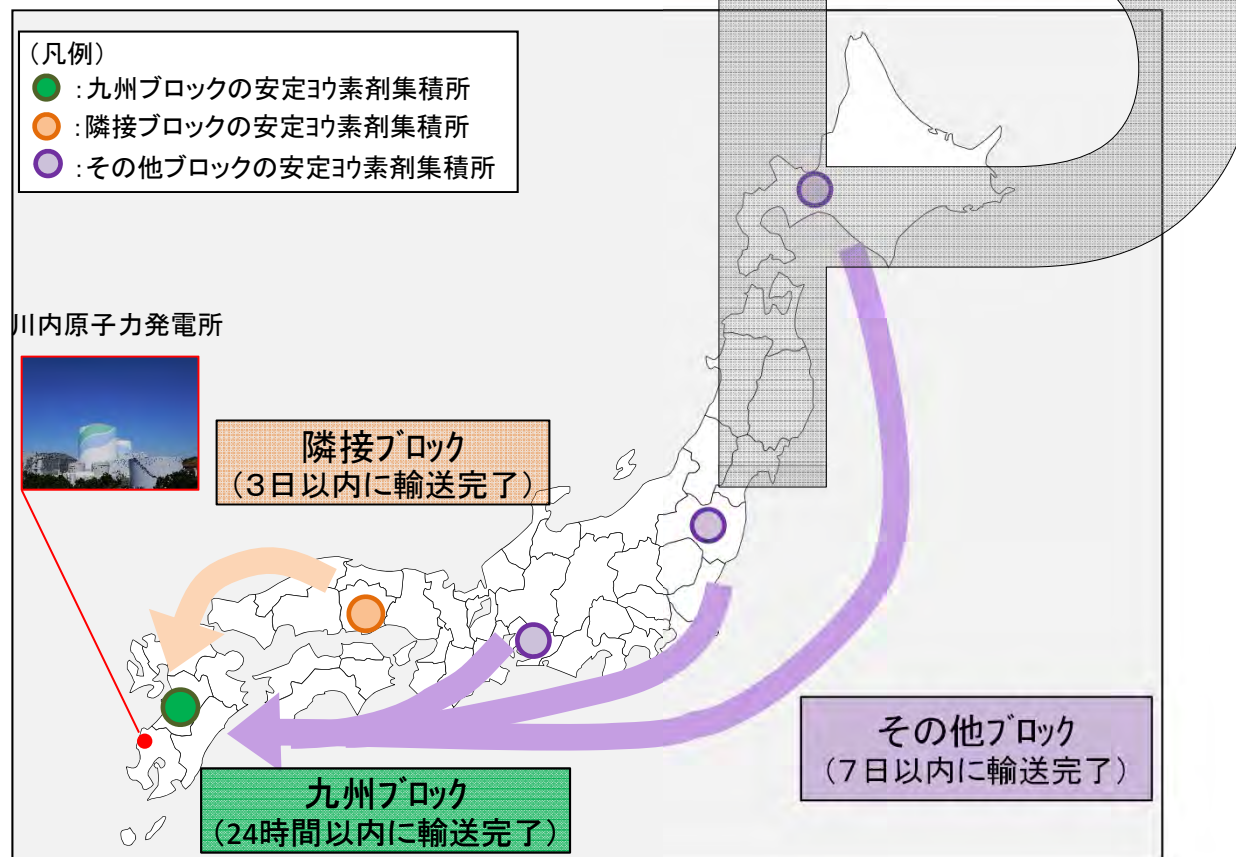 (凡例)
:九州ブロックの安定ヨウ素剤集積所
:隣接ブロックの安定ヨウ素剤集積所
:その他ブロックの安定ヨウ素剤集積所
川内原子力発電所
隣接ブロック
(3日以内に輸送完了)
その他ブロック
(7日以内に輸送完了)
九州ブロック
(24時間以内に輸送完了)